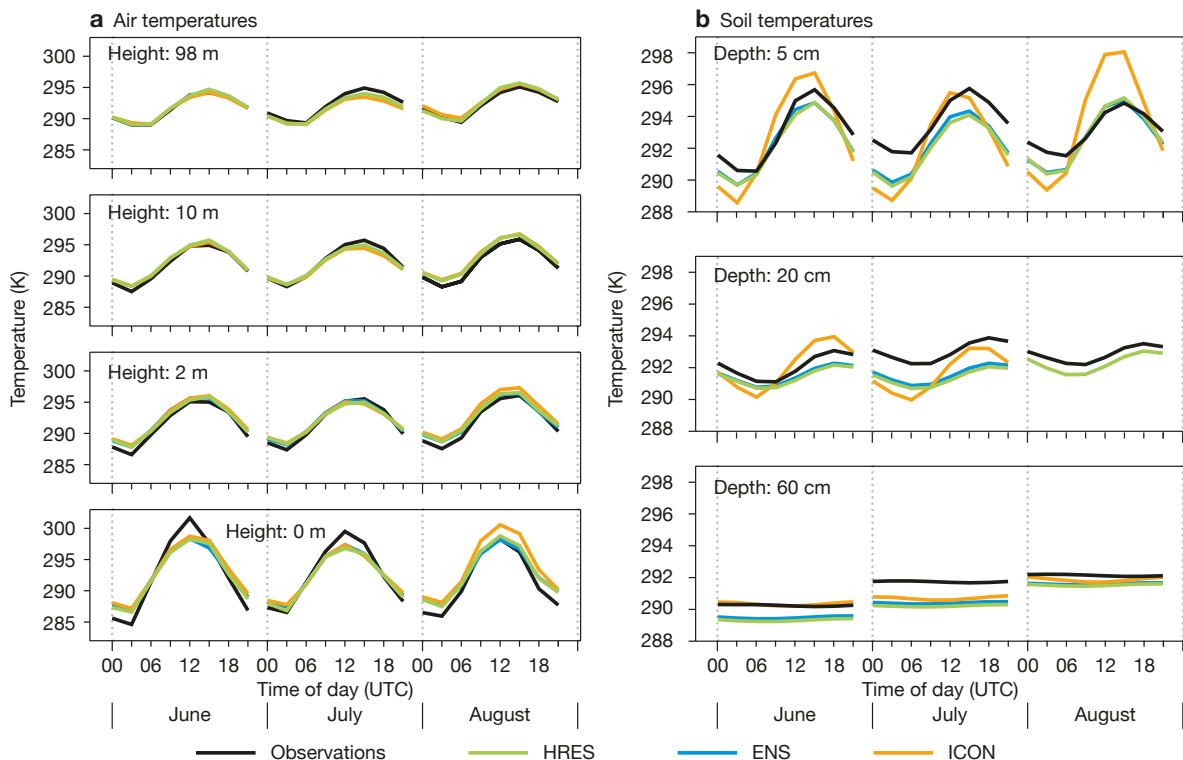 a Air temperatures
300
295
290
285
Height: 98 m
300
295
290
285
Height: 10 m
300
295
290
285
Height: 2 m
300
295
290
285
Height: 0 m
Temperature (K)
00 06 12 18 00 06 12 18 00 06 12 18
Time of day (UTC)
June July August
b Soil temperatures
298
296
294
292
290
288
Depth: 5 cm
298
296
294
292
290
288
Depth: 20 cm
298
296
294
292
290
288
Depth: 60 cm
Temperature (K)
00 06 12 18 00 06 12 18 00 06 12 18
Time of day (UTC)
June July August
Observations HRES ENS ICON